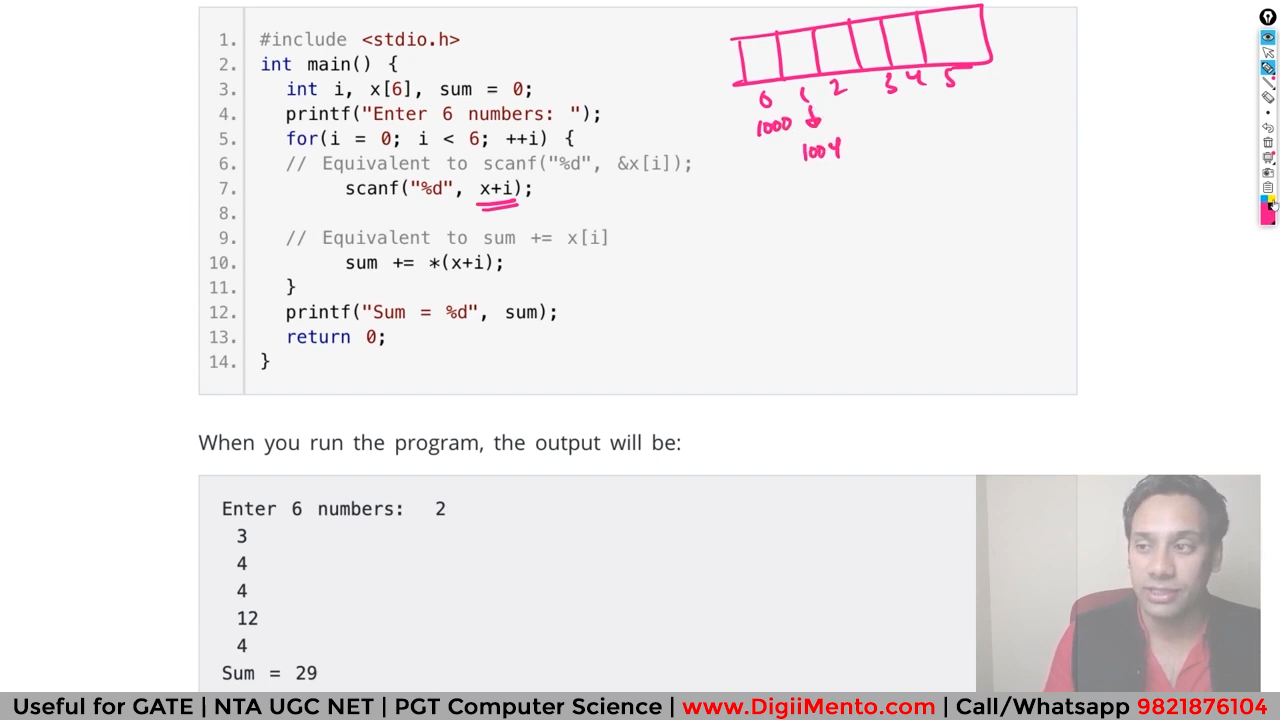 1. #include <stdio.h>
2. int main() {
3. int i, x[6], sum = 0;
4. printf("Enter 6 numbers: ");
5. for(i = 0; i < 6; ++i) {
6. // Equivalent to scanf("%d", &x[i]);
7. scanf("%d", x+i);
8.
9. // Equivalent to sum += x[i]
10. sum += *(x+i);
11. }
12. printf("Sum = %d", sum);
13. return 0;
14. }
0 1 2 3 4 5
1000
1004
When you run the program, the output will be:
Enter 6 numbers: 2
3
4
4
12
4
Sum = 29
Useful for GATE | NTA UGC NET | PGT Computer Science | www.DigiiMento.com | Call/Whatsapp 9821876104